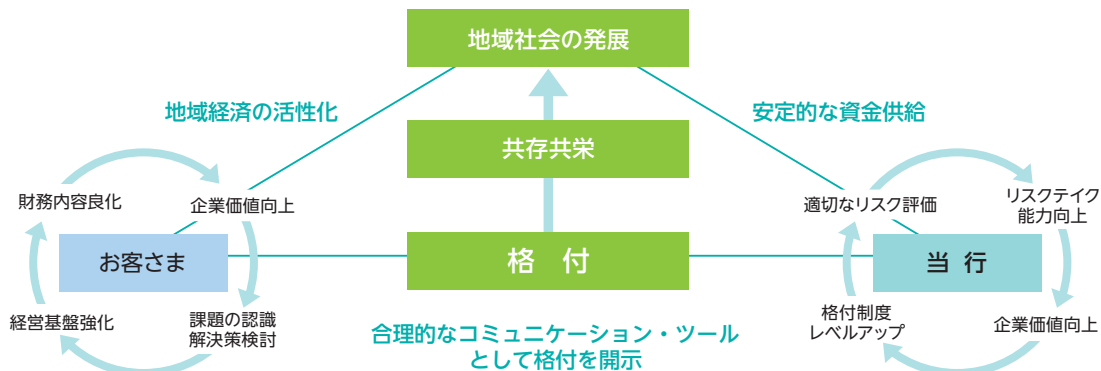 地域社会の発展
地域経済の活性化
安定的な資金供給
共存共栄
財務内容良化
企業価値向上
お客さま
経営基盤強化
課題の認識
解決策検討
格 付
適切なリスク評価
リスクテイク
能力向上
当 行
格付制度
レベルアップ
企業価値向上
合理的なコミュニケーション・ツール
として格付を開示